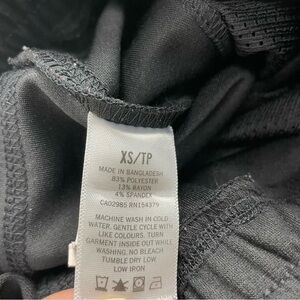 XS/TP
MADE IN BANGLADESH
83% POLYESTER
13% RAYON
4% SPANDEX
CA02985 RN154379
MACHINE WASH IN COLD
WATER. GENTLE CYCLE WITH
LIKE COLOURS. TURN
GARMENT INSIDE OUT WHEN
WASHING. NO BLEACH
TUMBLE DRY LOW
LOW IRON